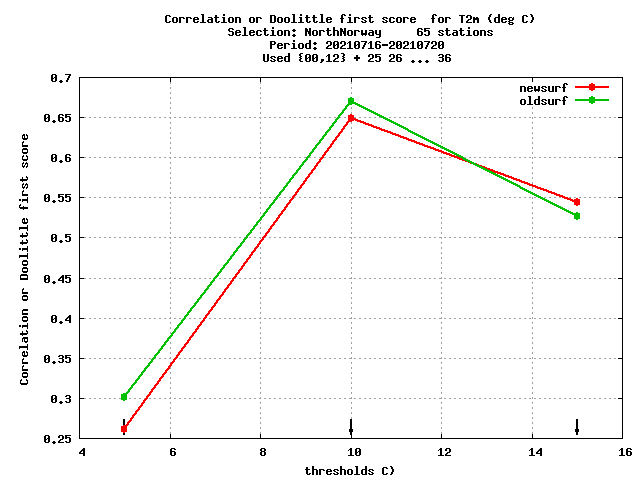 Correlation or Doolittle first score  for T2m (deg C)
Selection: NorthNorway     65 stations
Period: 20210716-20210720
Used {00,12} + 25 26 ... 36
newsurf
oldsurf
Correlation or Doolittle first score
0.7
0.65
0.6
0.55
0.5
0.45
0.4
0.35
0.3
0.25
4 6 8 10 12 14 16
thresholds C)